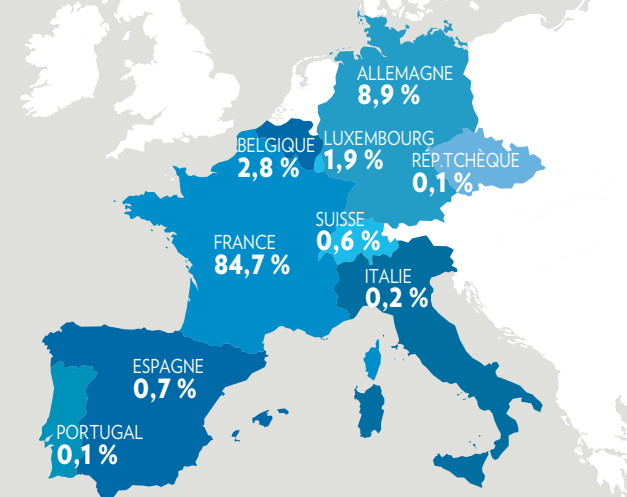 ALLEMAGNE
8,9 %
BELGIQUE
2,8 %
LUXEMBOURG
1,9 %
RÉP.TCHÈQUE
0,1 %
SUISSE
0,6 %
FRANCE
84,7 %
ITALIE
0,2 %
ESPAGNE
0,7 %
PORTUGAL
0,1 %